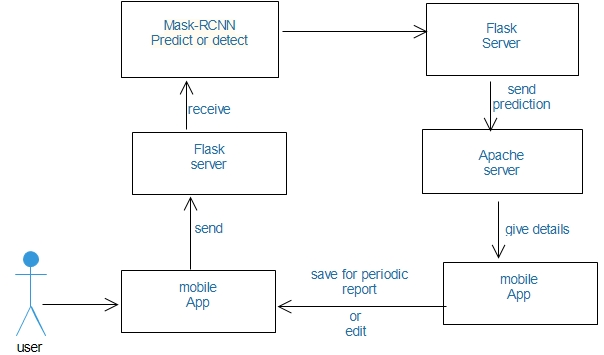 Mask-RCNN
Predict or detect
Flask
Server
receive
send
prediction
Flask
server
Apache
server
send
give details
mobile
App
save for periodic
report
or
edit
mobile
App
user